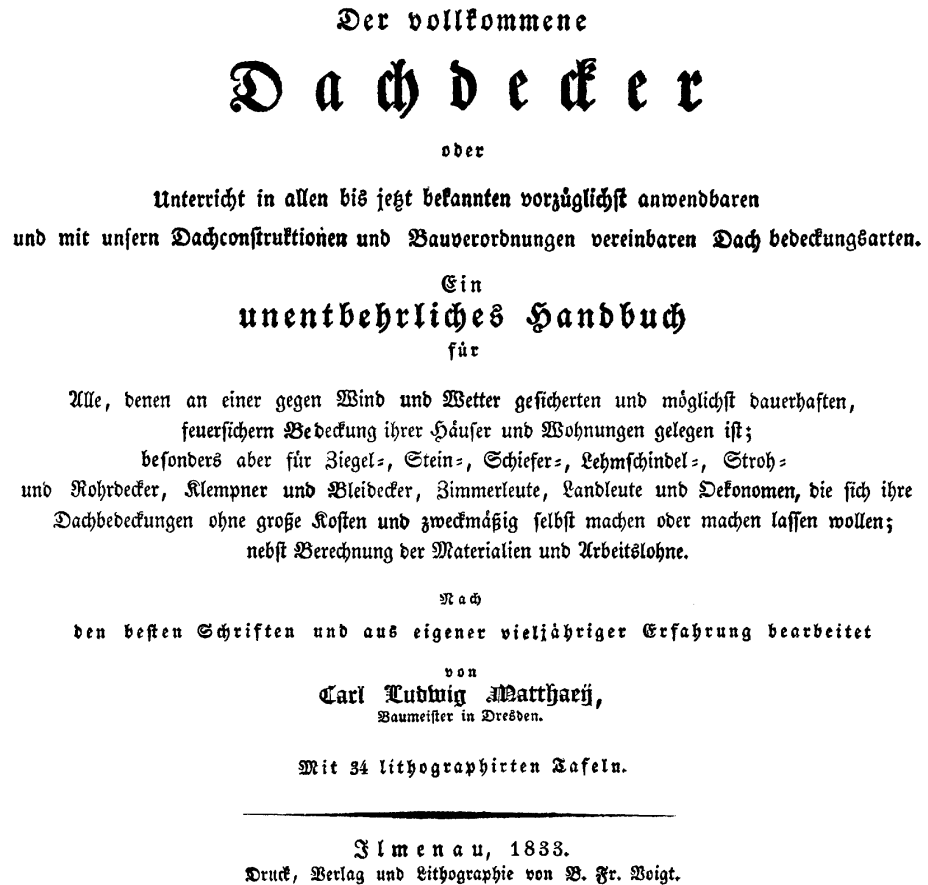 Der vollkommene
Dachdecker
oder
Unterricht in allen bis jetzt bekannten vorzüglichst anwendbaren
und mit unsern Dachconstruktionen und Bauverordnungen vereinbaren Dach bedeckungsarten.
Ein
unentbehrliches Handbuch
für
Alle, denen an einer gegen Wind und Wetter gesicherten und möglichst dauerhaften,
feuersichern Bedeckung ihrer Häuser und Wohnungen gelegen ist;
besonders aber für Ziegel-, Stein-, Schiefer-, Lehmschindel-, Stroh-
und Rohrdecker, Klempner und Bleidecker, Zimmerleute, Landleute und Oekonomen, die sich ihre
Dachbedeckungen ohne große Kosten und zweckmäßig selbst machen oder machen lassen wollen;
nebst Berechnung der Materialien und Arbeitslohne.
Nach
den besten Schriften und aus eigener vieljähriger Erfahrung bearbeitet
von
Carl Ludwig Matthaey,
Baumeister in Dresden.
Mit 34 lithographirten Tafeln.
Ilmenau, 1833.
Druck, Verlag und Lithographie von B. Fr. Voigt.